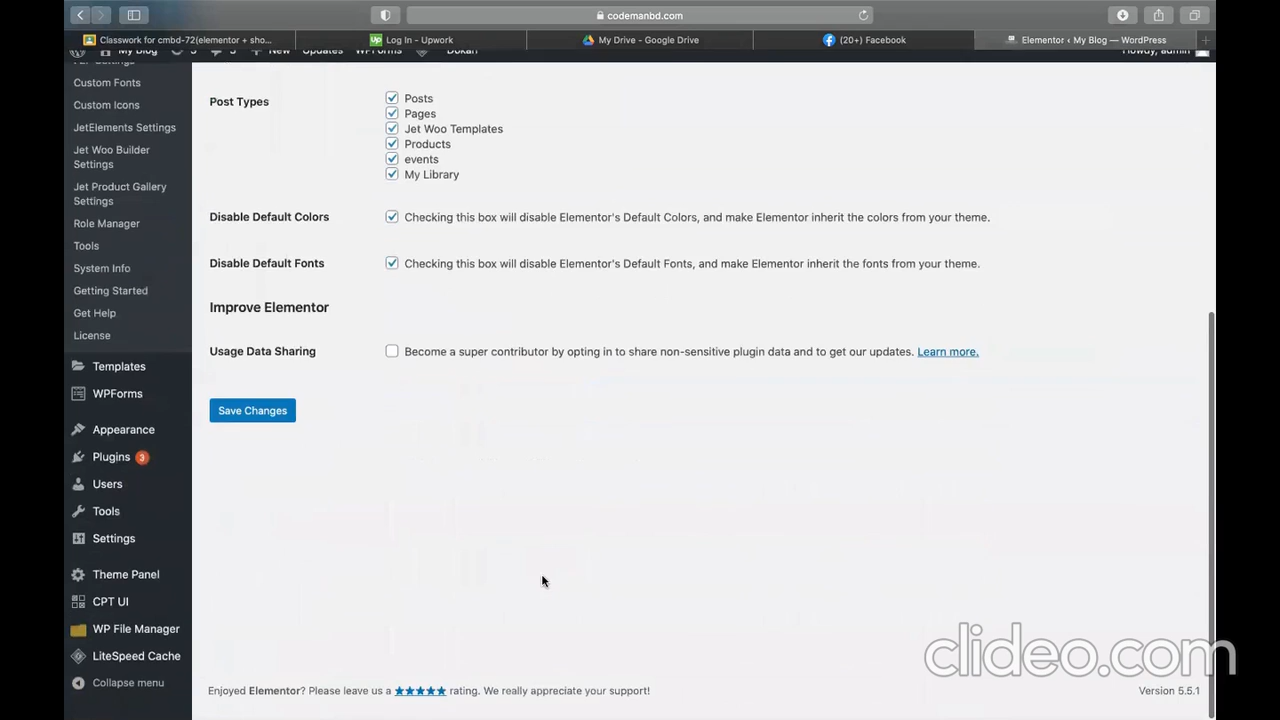 codemanbd.com
Classwork for cmbd-72(elementor + sho...
Log In - Upwork
My Drive - Google Drive
(20+) Facebook
Elementor ‹ My Blog — WordPress
My Blog 5 5 New Updates WPForms Dokan
Howdy, admin
Custom Fonts
Custom Icons
JetElements Settings
Jet Woo Builder
Settings
Jet Product Gallery
Settings
Role Manager
Tools
System Info
Getting Started
Get Help
License
Templates
WPForms
Appearance
Plugins 3
Users
Tools
Settings
Theme Panel
CPT UI
WP File Manager
LiteSpeed Cache
Collapse menu
Post Types
Posts
Pages
Jet Woo Templates
Products
events
My Library
Disable Default Colors
Checking this box will disable Elementor's Default Colors, and make Elementor inherit the colors from your theme.
Disable Default Fonts
Checking this box will disable Elementor's Default Fonts, and make Elementor inherit the fonts from your theme.
Improve Elementor
Usage Data Sharing
Become a super contributor by opting in to share non-sensitive plugin data and to get our updates. Learn more.
Save Changes
Enjoyed Elementor? Please leave us a ★★★★★ rating. We really appreciate your support!
Version 5.5.1
clideo.com